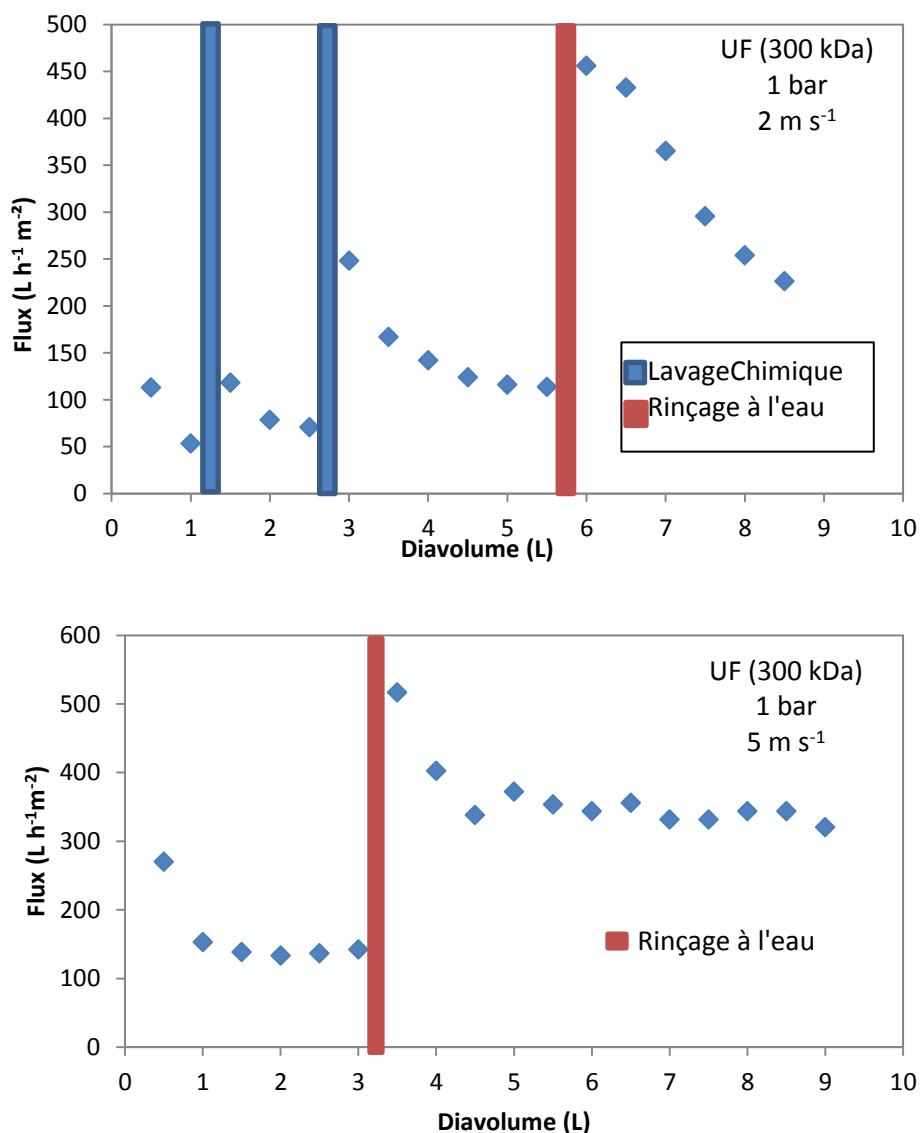 500
450
400
350
300
250
200
150
100
50
0
Flux (L h⁻¹ m⁻²)
UF (300 kDa)
1 bar
2 m s⁻¹
LavageChimique
Rinçage à l'eau
0 1 2 3 4 5 6 7 8 9 10
Diavolume (L)
600
500
400
300
200
100
0
Flux (L h⁻¹m⁻²)
UF (300 kDa)
1 bar
5 m s⁻¹
Rinçage à l'eau
0 1 2 3 4 5 6 7 8 9 10
Diavolume (L)